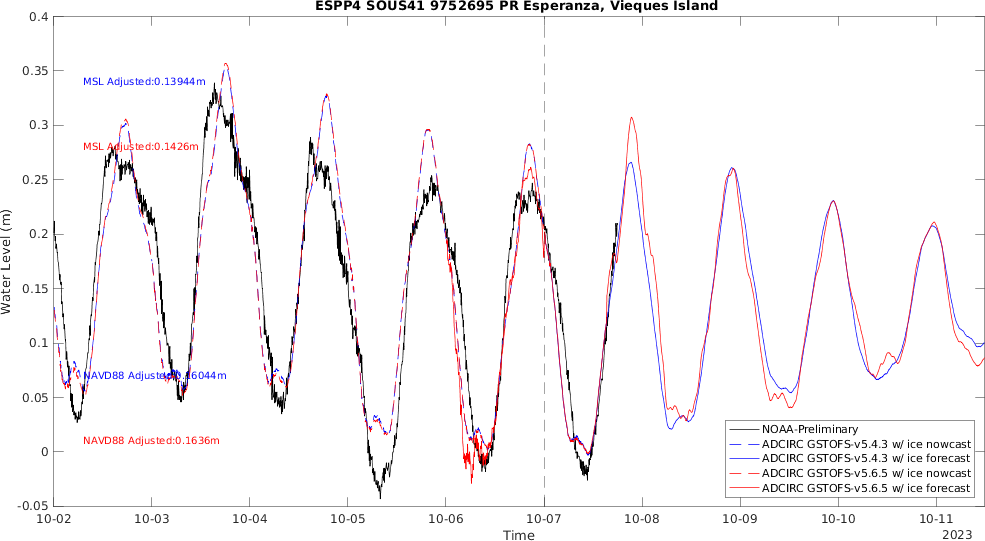 ESPP4 SOUS41 9752695 PR Esperanza, Vieques Island
0.4
0.35
0.3
0.25
0.2
0.15
0.1
0.05
0
-0.05
Water Level (m)
MSL Adjusted:0.13944m
MSL Adjusted:0.1426m
NAVD88 Adjusted:0.16044m
NAVD88 Adjusted:0.1636m
NOAA-Preliminary
ADCIRC GSTOFS-v5.4.3 w/ ice nowcast
ADCIRC GSTOFS-v5.4.3 w/ ice forecast
ADCIRC GSTOFS-v5.6.5 w/ ice nowcast
ADCIRC GSTOFS-v5.6.5 w/ ice forecast
10-02 10-03 10-04 10-05 10-06 10-07 10-08 10-09 10-10 10-11
Time
2023